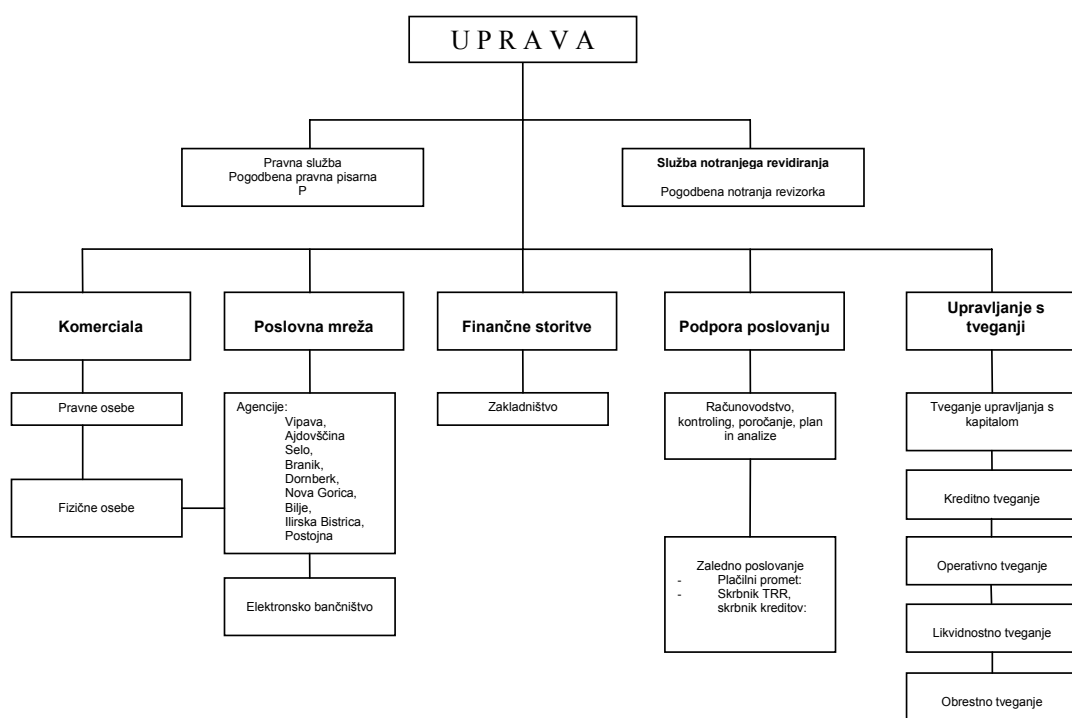 U P R A V A
Pravna služba
Pogodbena pravna pisarna
P
Služba notranjega revidiranja
Pogodbena notranja revizorka
Komerciala
Poslovna mreža
Finančne storitve
Podpora poslovanju
Upravljanje s
tveganji
Pravne osebe
Fizične osebe
Agencije:
Vipava,
Ajdovščina
Selo,
Branik,
Dornberk,
Nova Gorica,
Bilje,
Ilirska Bistrica,
Postojna
Elektronsko bančništvo
Zakladništvo
Računovodstvo,
kontroling, poročanje, plan
in analize
Zaledno poslovanje
- Plačilni promet:
- Skrbnik TRR,
skrbnik kreditov:
Tveganje upravljanja s
kapitalom
Kreditno tveganje
Operativno tveganje
Likvidnostno tveganje
Obrestno tveganje